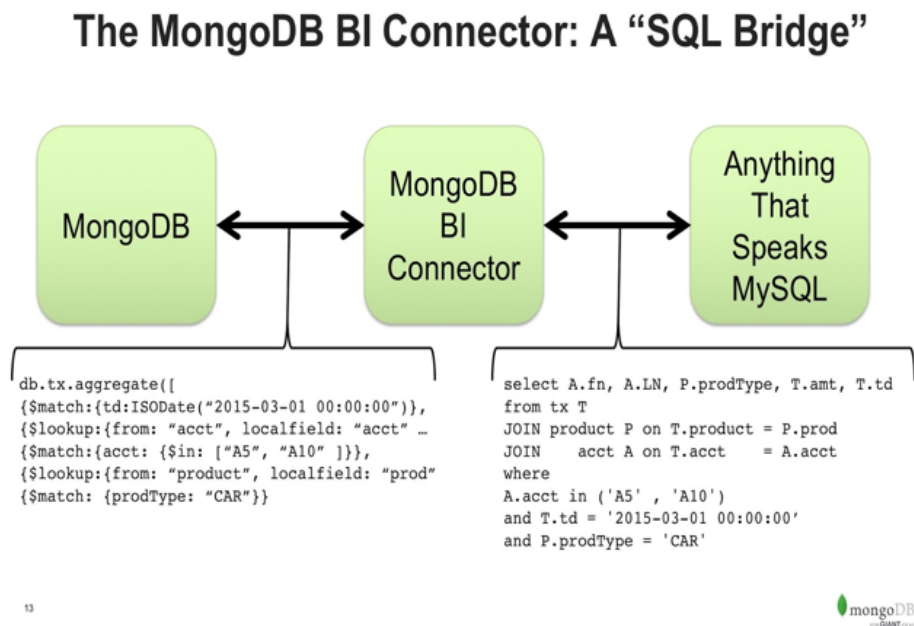 The MongoDB BI Connector: A “SQL Bridge”
MongoDB
MongoDB
BI
Connector
Anything
That
Speaks
MySQL
db.tx.aggregate([
{$match:{td:ISODate(“2015-03-01 00:00:00”)},
{$lookup:{from: “acct”, localfield: “acct” …
{$match:{acct: {$in: [“A5”, “A10” ]}},
{$lookup:{from: “product”, localfield: “prod”
{$match: {prodType: “CAR”}}
select A.fn, A.LN, P.prodType, T.amt, T.td
from tx T
JOIN product P on T.product = P.prod
JOIN    acct A on T.acct    = A.acct
where
A.acct in ('A5' , 'A10')
and T.td = '2015-03-01 00:00:00’
and P.prodType = 'CAR'
13
mongoDB
GIANT